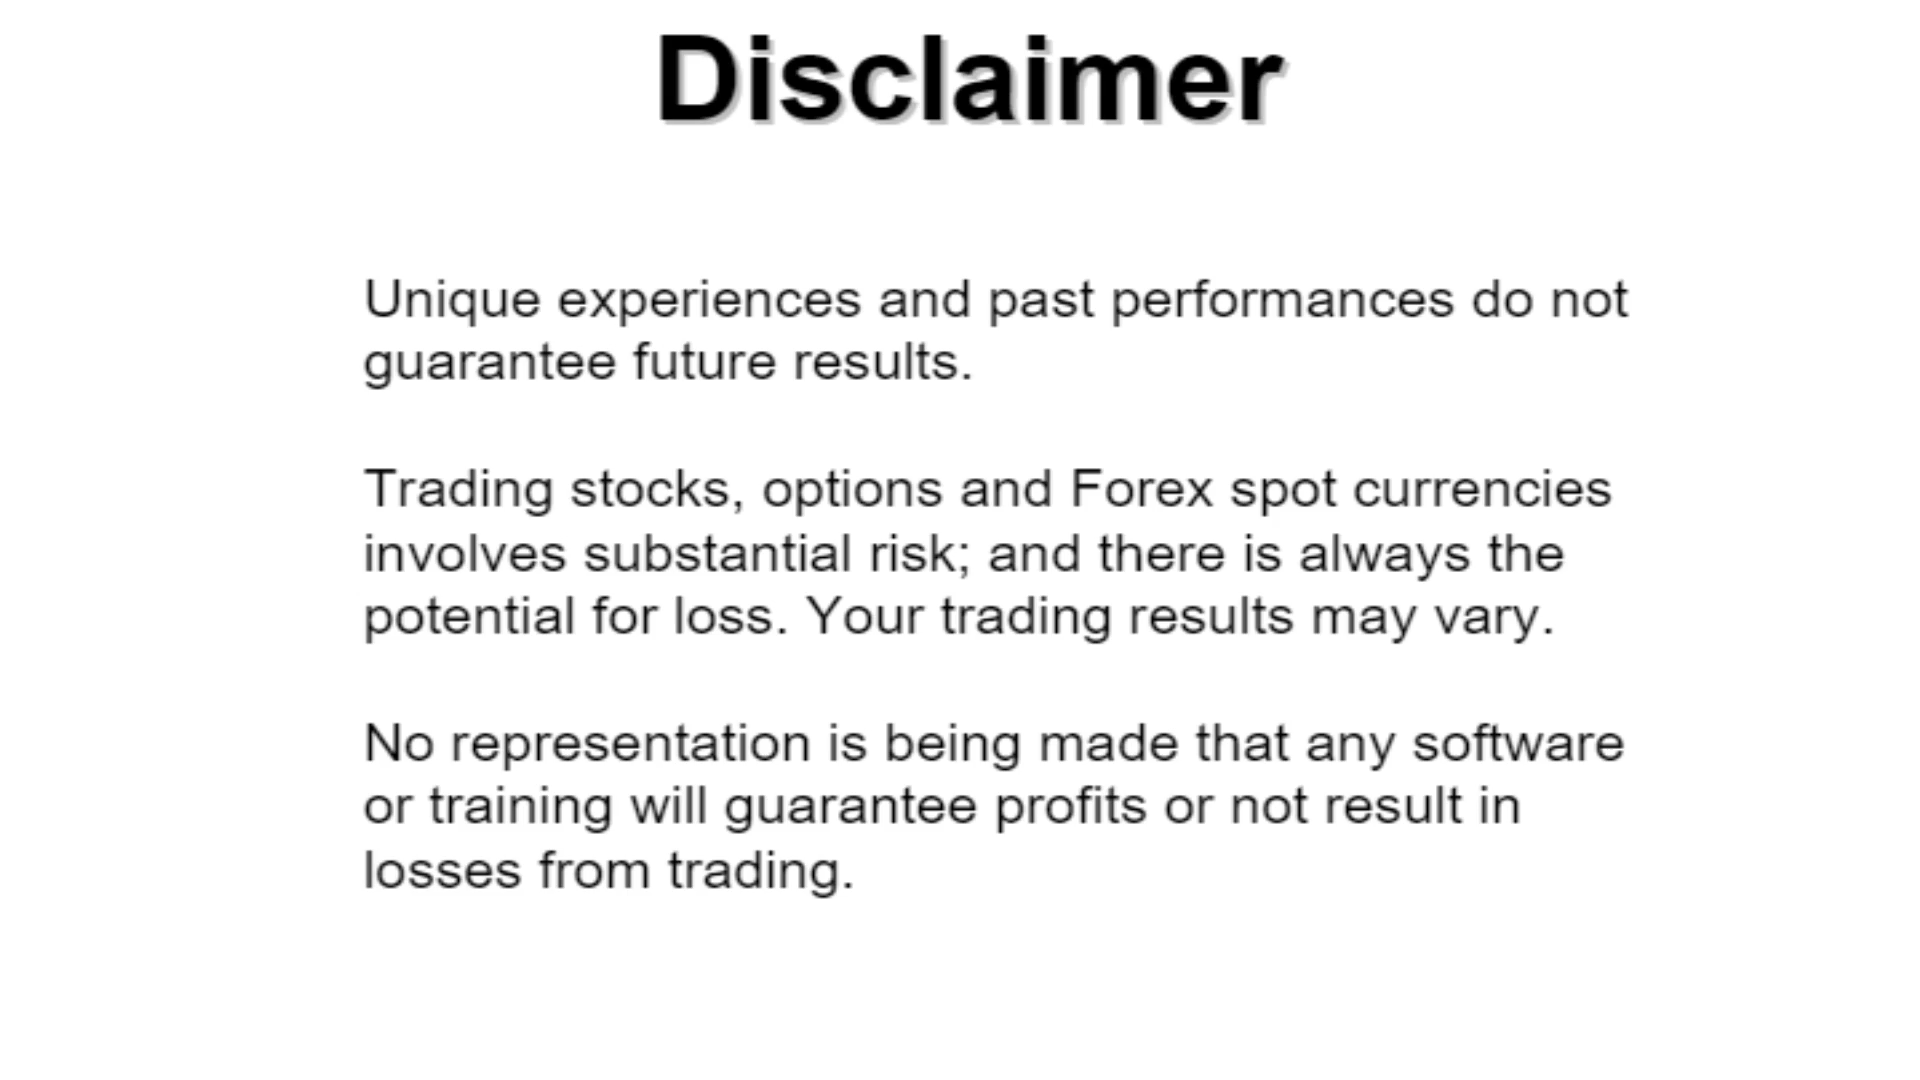 Disclaimer
Unique experiences and past performances do not
guarantee future results.
Trading stocks, options and Forex spot currencies
involves substantial risk; and there is always the
potential for loss. Your trading results may vary.
No representation is being made that any software
or training will guarantee profits or not result in
losses from trading.